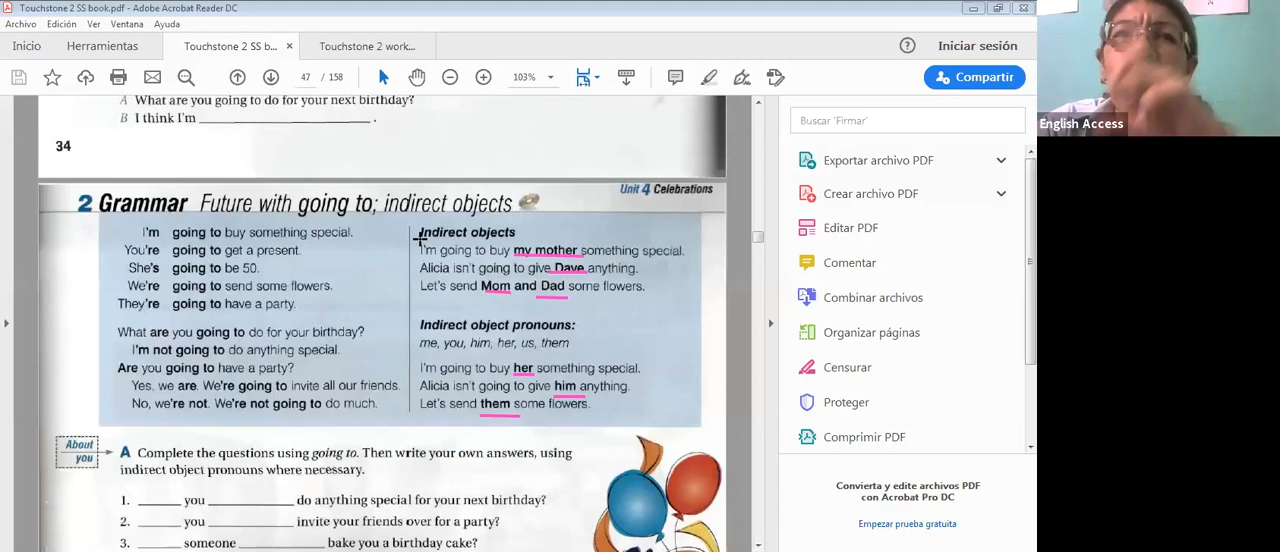 Touchstone 2 SS book.pdf - Adobe Acrobat Reader DC
Archivo Edición Ver Ventana Ayuda
Inicio Herramientas Touchstone 2 SS b... × Touchstone 2 work... Iniciar sesión
47 / 158 103% Compartir
A What are you going to do for your next birthday?
B I think I'm ______________________ .
34
Unit 4 Celebrations
2 Grammar Future with going to; indirect objects
I'm going to buy something special.
You're going to get a present.
She's going to be 50.
We're going to send some flowers.
They're going to have a party.
What are you going to do for your birthday?
I'm not going to do anything special.
Are you going to have a party?
Yes, we are. We're going to invite all our friends.
No, we're not. We're not going to do much.
Indirect objects
I'm going to buy my mother something special.
Alicia isn't going to give Dave anything.
Let's send Mom and Dad some flowers.
Indirect object pronouns:
me, you, him, her, us, them
I'm going to buy her something special.
Alicia isn't going to give him anything.
Let's send them some flowers.
About you
A Complete the questions using going to. Then write your own answers, using
indirect object pronouns where necessary.
1. ______ you ____________ do anything special for your next birthday?
2. ______ you ____________ invite your friends over for a party?
3. ______ someone ____________ bake you a birthday cake?
Buscar 'Firmar'
Exportar archivo PDF
Crear archivo PDF
Editar PDF
Comentar
Combinar archivos
Organizar páginas
Censurar
Proteger
Comprimir PDF
Convierta y edite archivos PDF
con Acrobat Pro DC
Empezar prueba gratuita
English Access